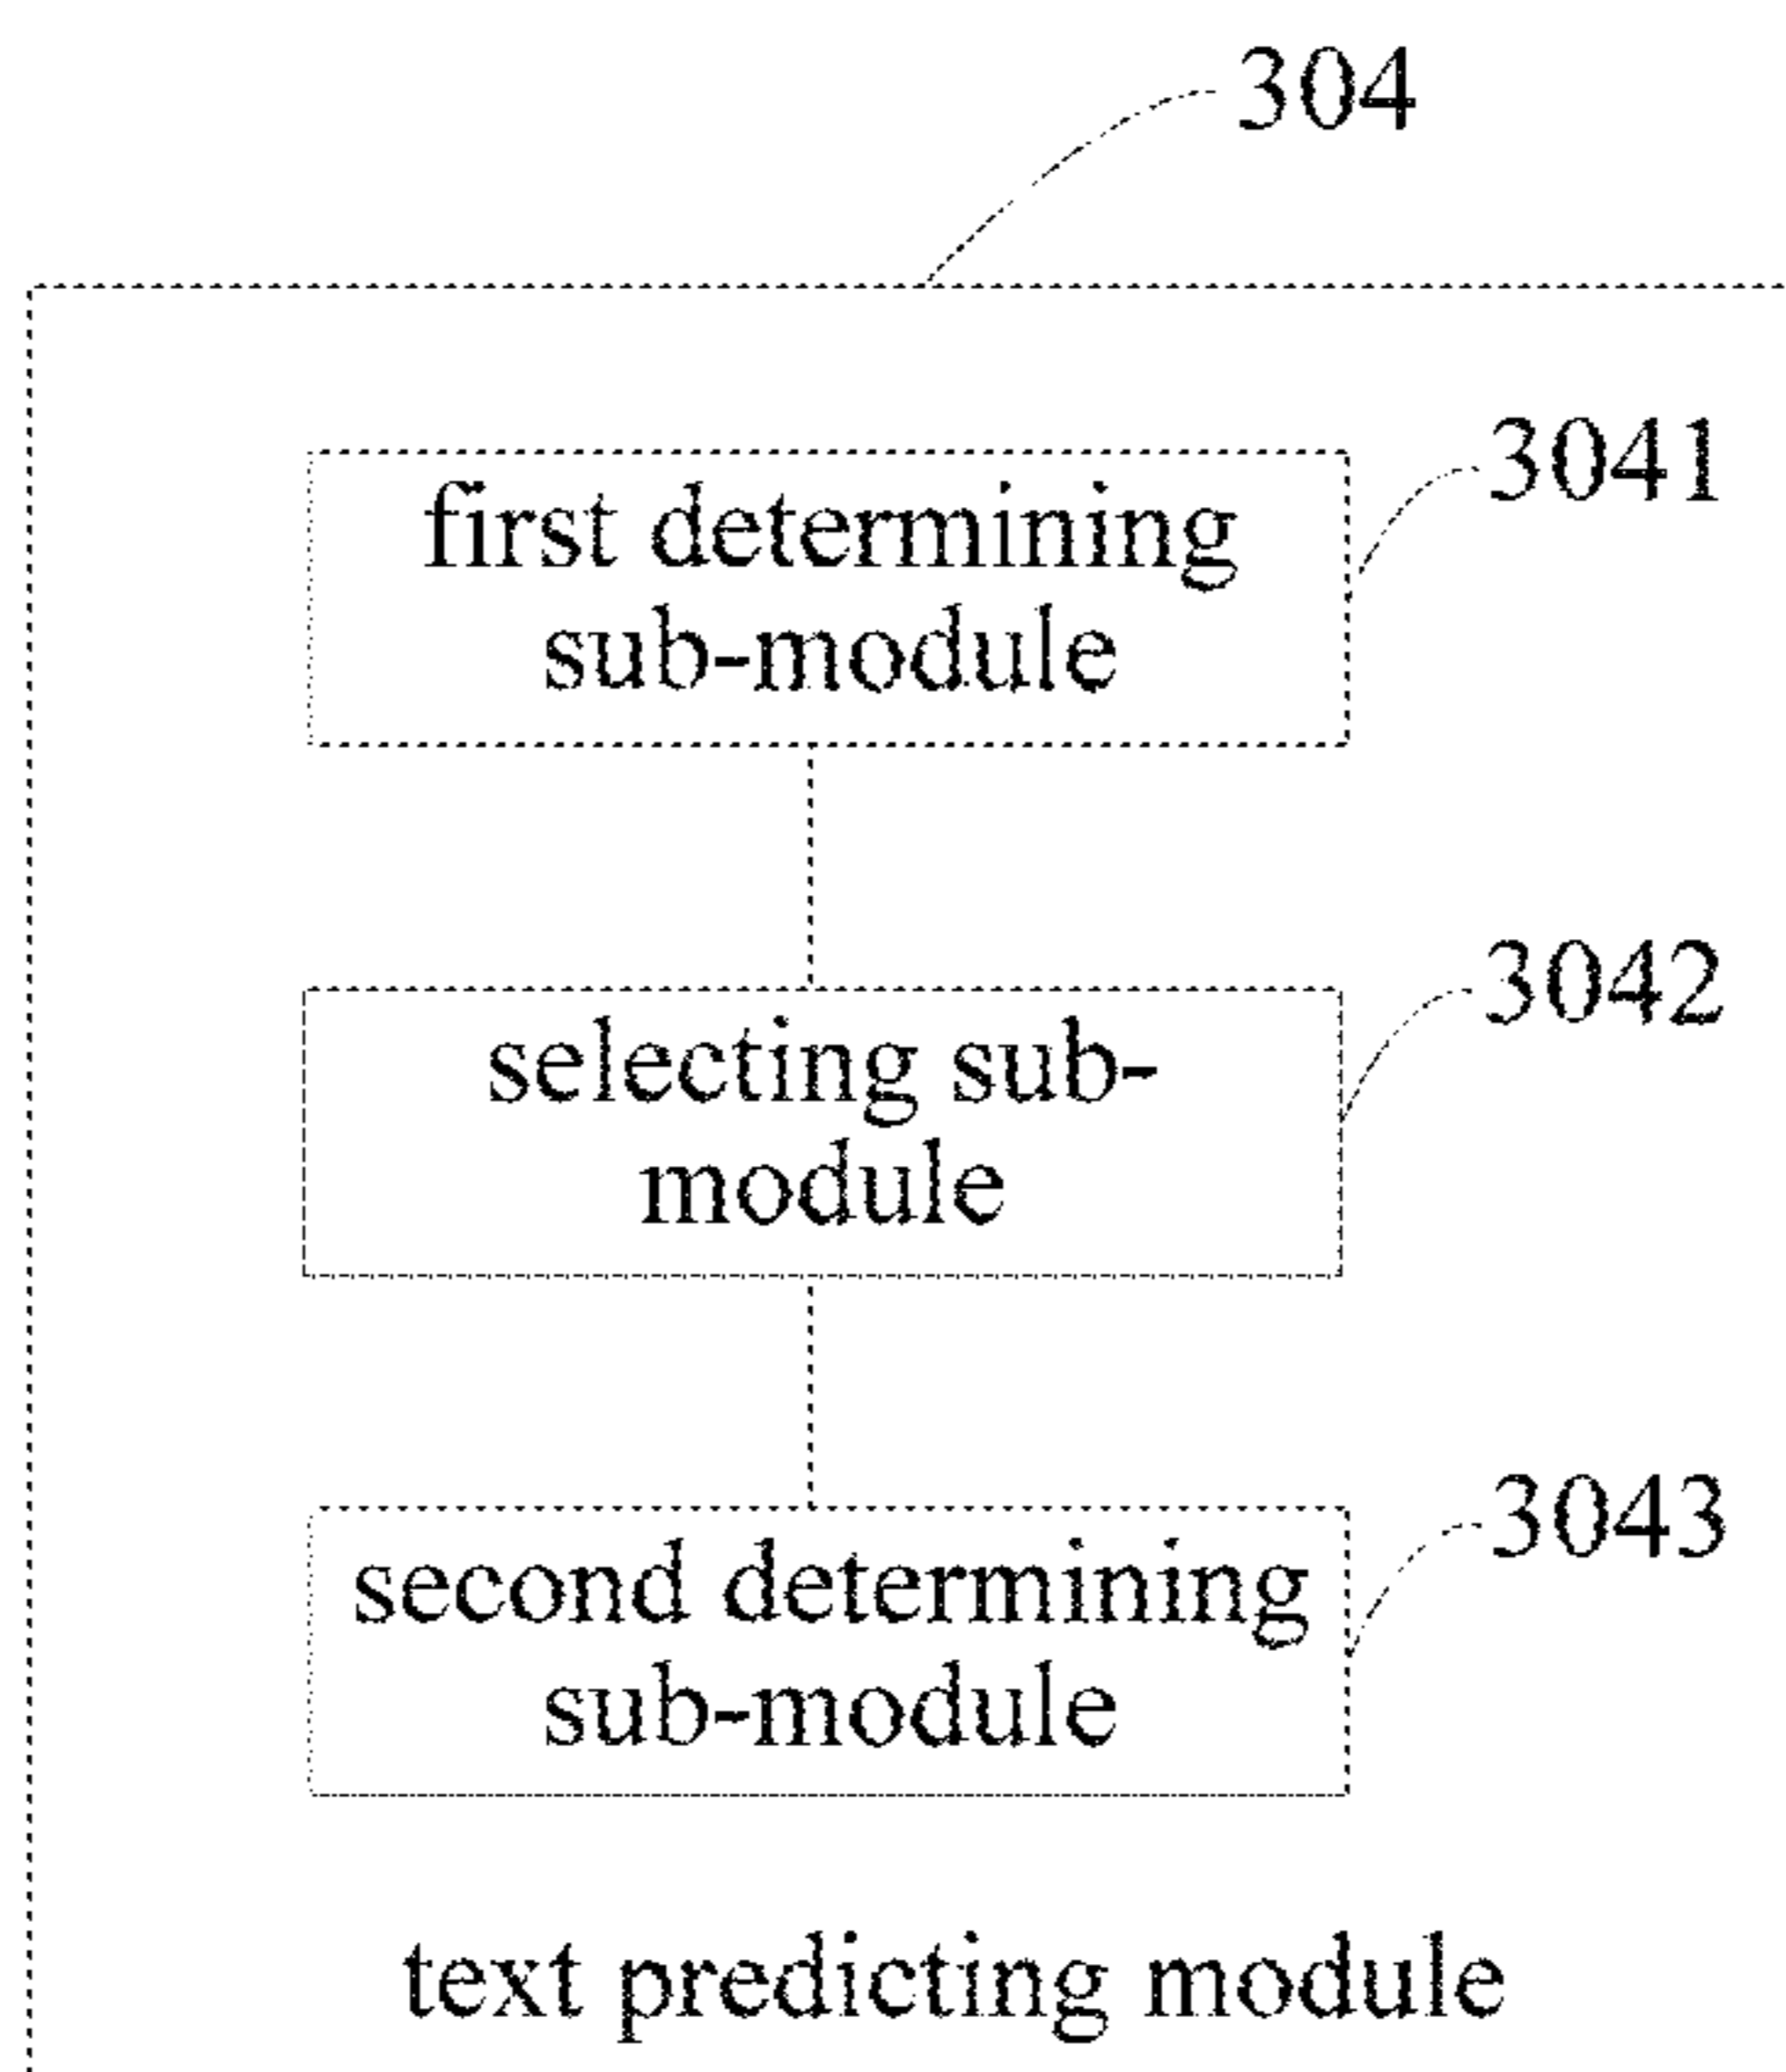 304
3041
first determining
sub-module
3042
selecting sub-
module
3043
second determining
sub-module
text predicting module